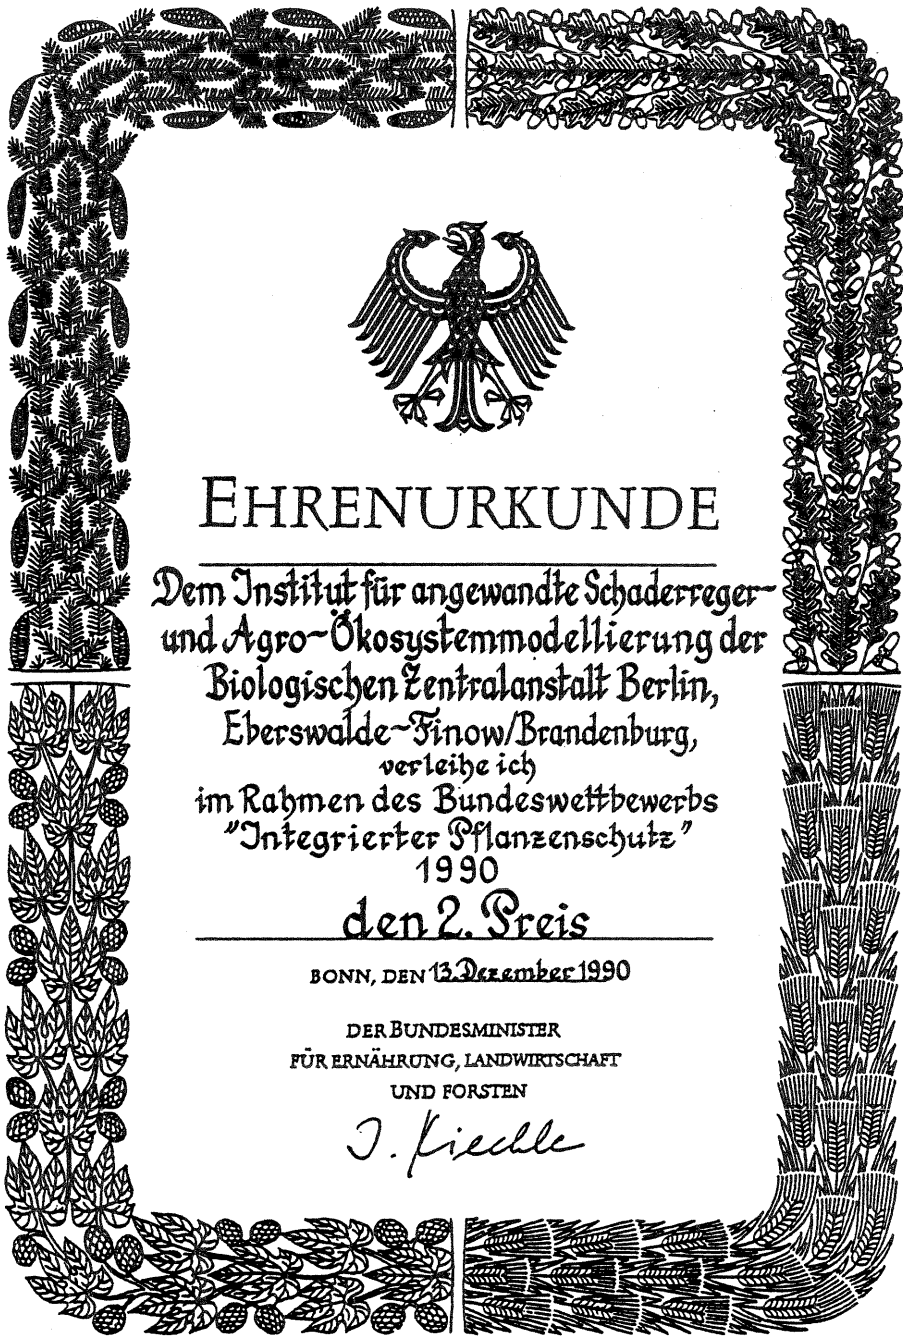 EHRENURKUNDE
Dem Institut für angewandte Schaderreger-
und Agro-Ökosystemmodellierung der
Biologischen Zentralanstalt Berlin,
Eberswalde-Finow/Brandenburg,
verleihe ich
im Rahmen des Bundeswettbewerbs
"Integrierter Pflanzenschutz"
1990
den 2. Preis
BONN, DEN 13. Dezember 1990
DER BUNDESMINISTER
FÜR ERNÄHRUNG, LANDWIRTSCHAFT
UND FORSTEN
I. Kiechle